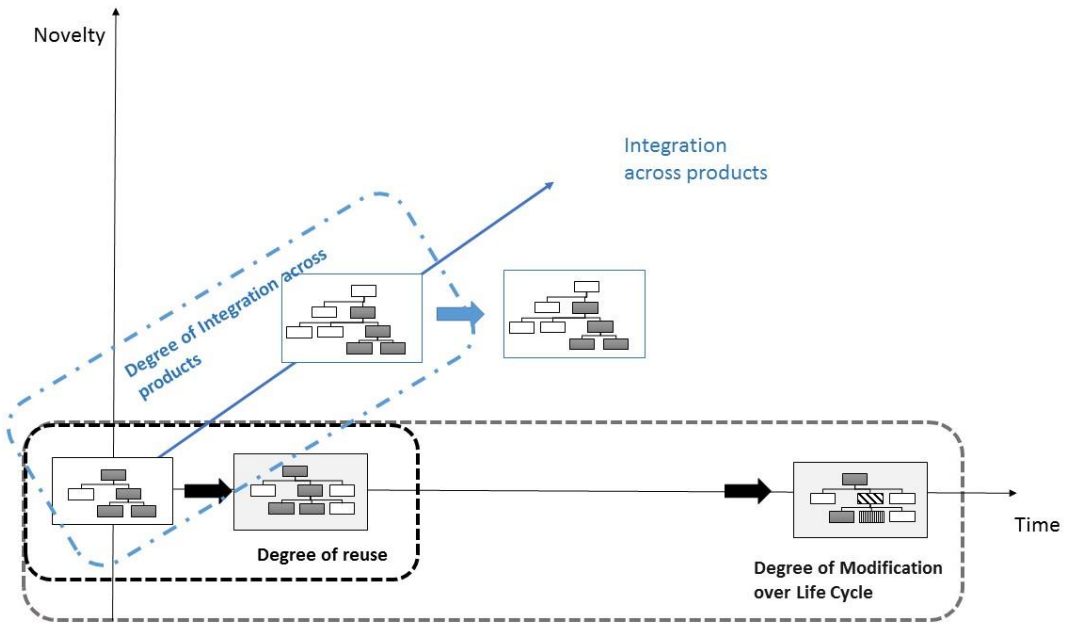 Novelty
Integration
across products
Degree of Integration across
products
Degree of reuse
Time
Degree of Modification
over Life Cycle